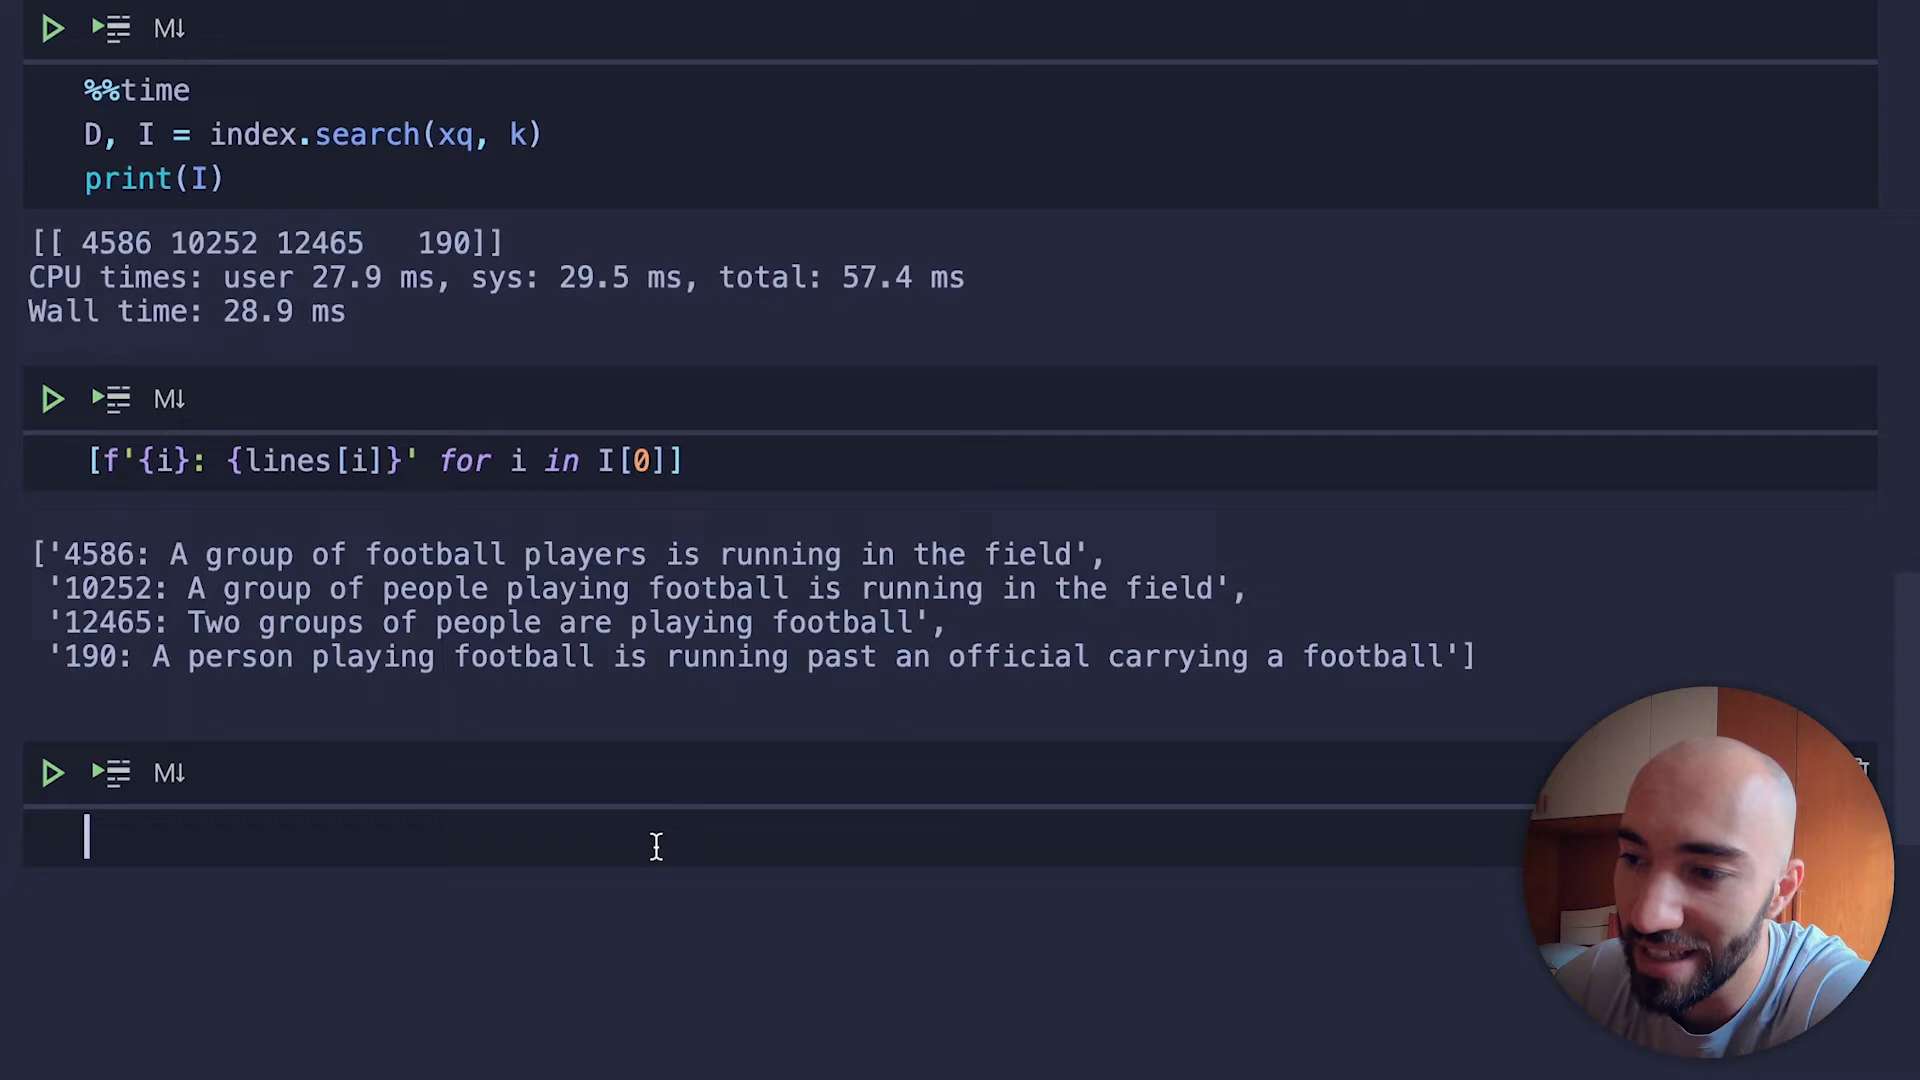 M↓
%%time
D, I = index.search(xq, k)
print(I)
[[ 4586 10252 12465   190]]
CPU times: user 27.9 ms, sys: 29.5 ms, total: 57.4 ms
Wall time: 28.9 ms
M↓
[f'{i}: {lines[i]}' for i in I[0]]
['4586: A group of football players is running in the field',
'10252: A group of people playing football is running in the field',
'12465: Two groups of people are playing football',
'190: A person playing football is running past an official carrying a football']
M↓